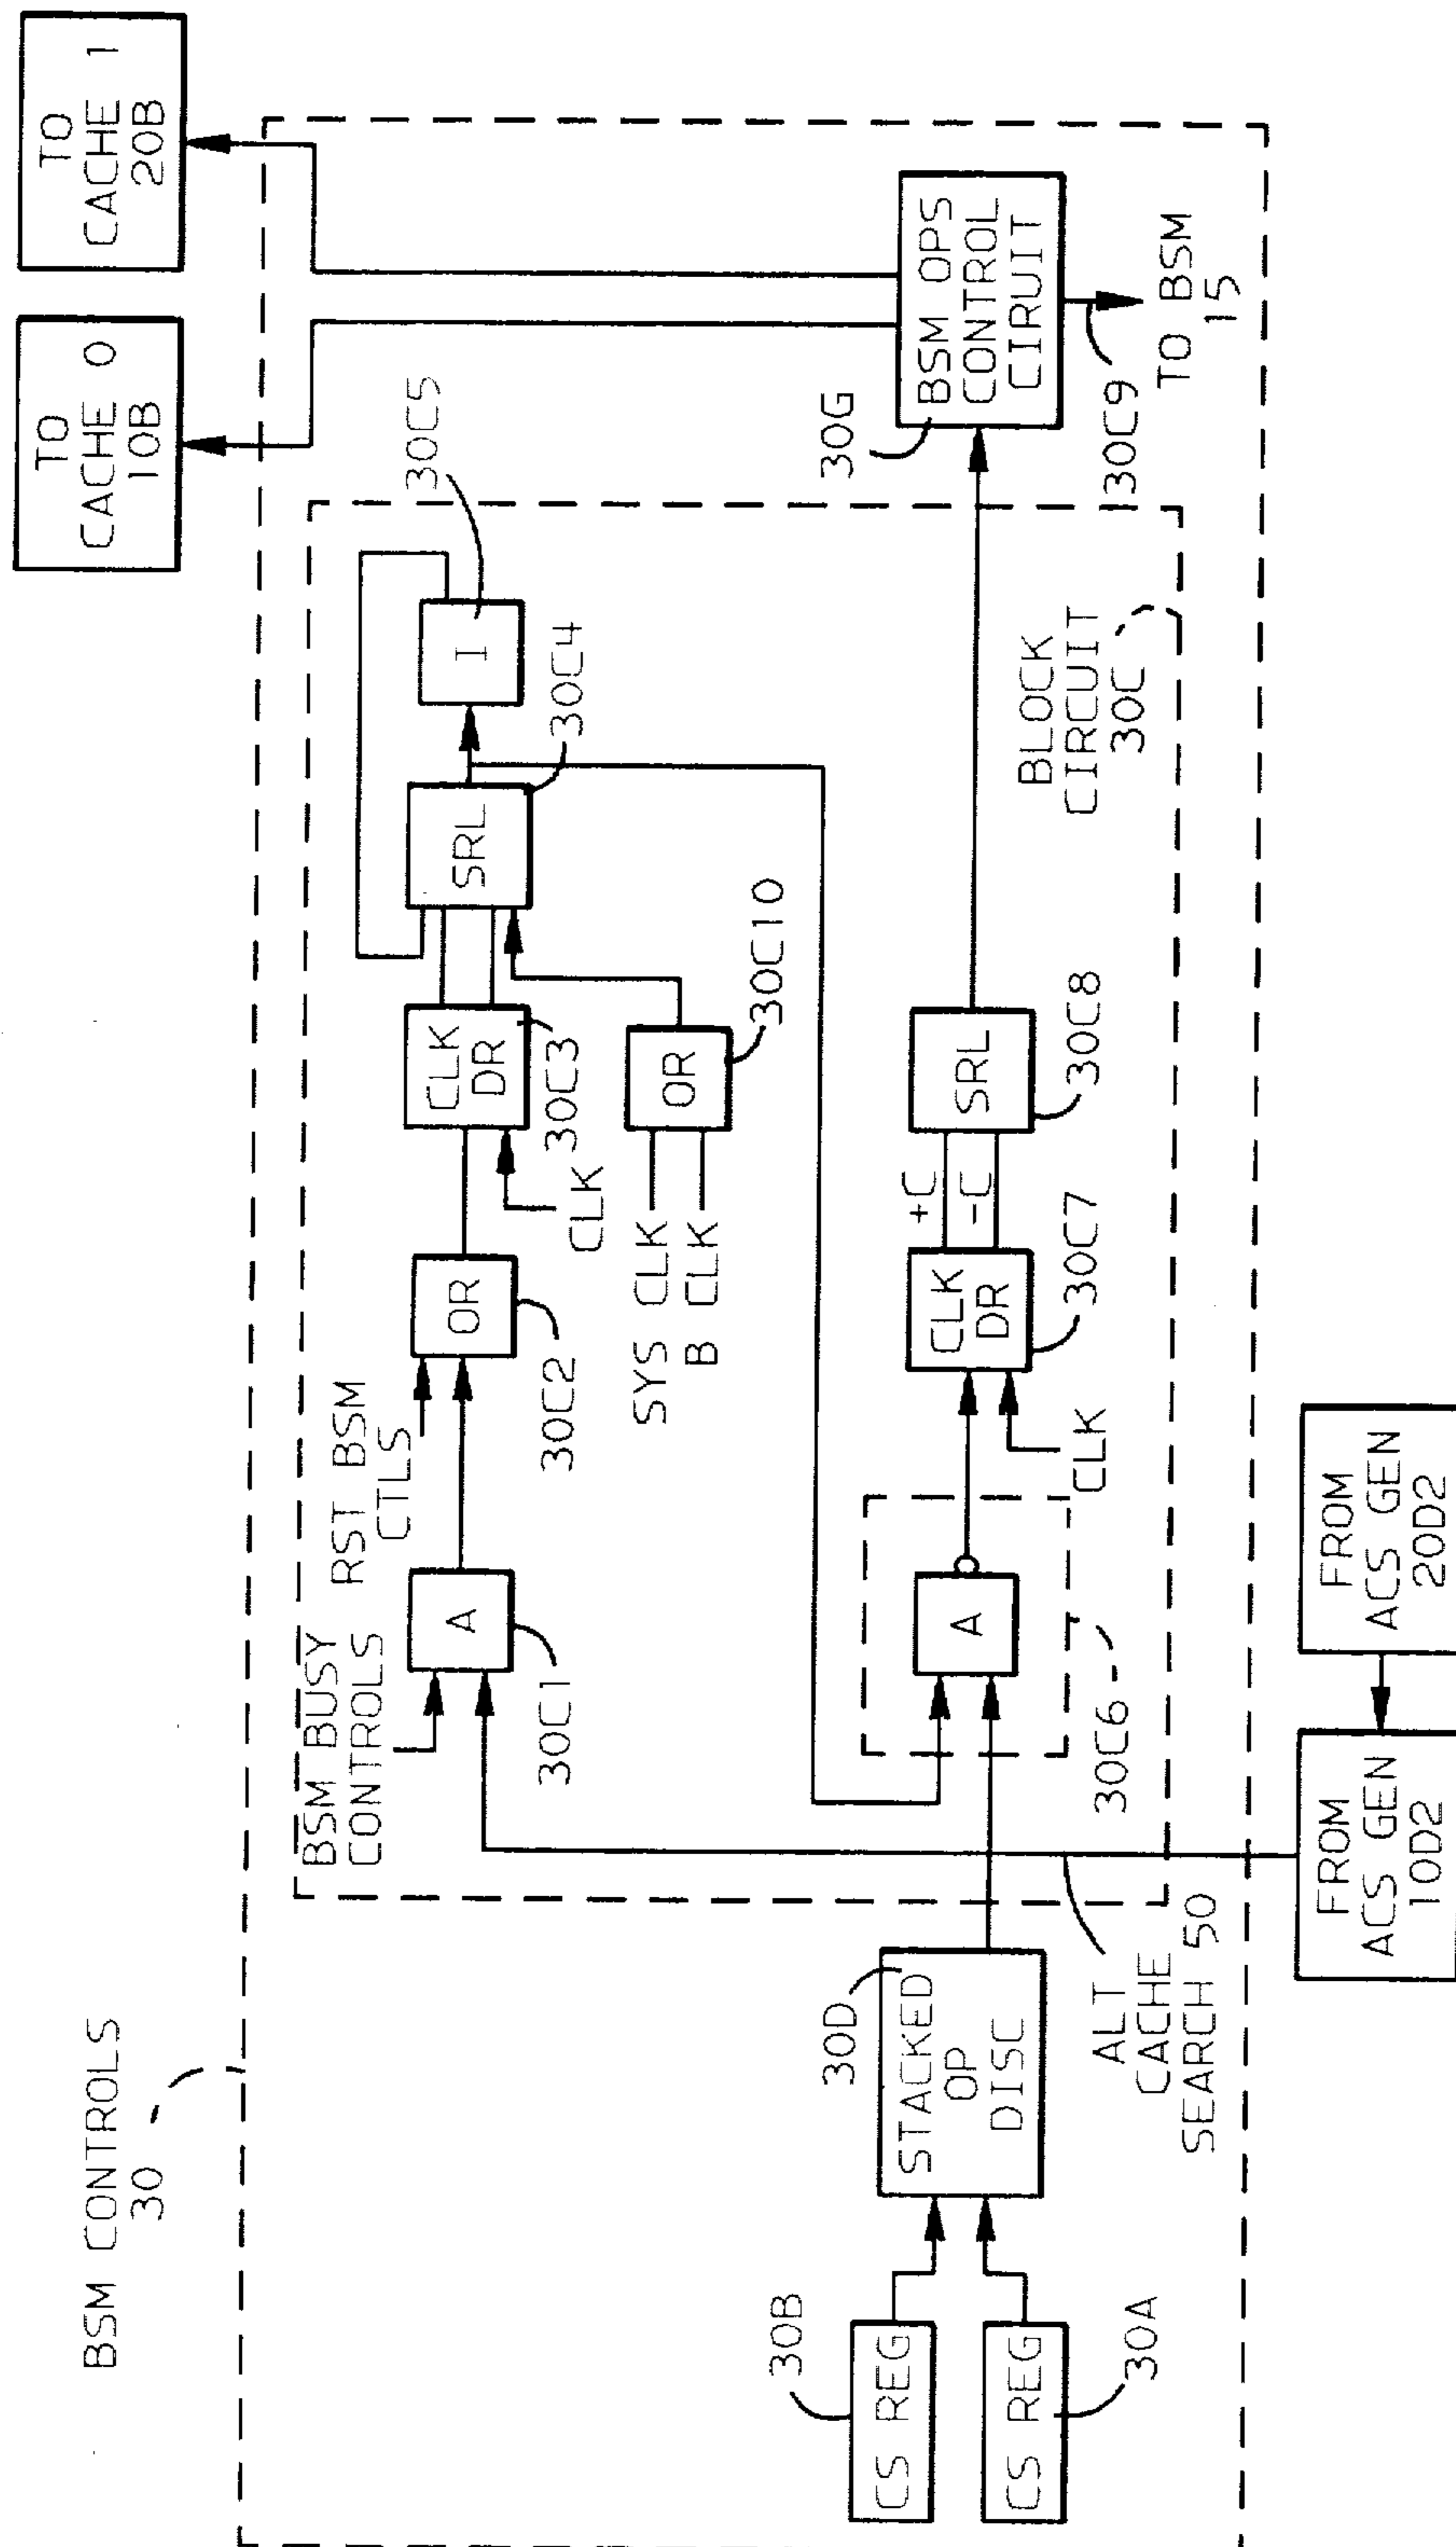 BSM CONTROLS
30
TO
CACHE 0
10B
TO
CACHE 1
20B
BSM BUSY
CONTROLS
RST BSM
CTLS
A
30C1
OR
30C2
CLK
DR
30C3
CLK
SRL
30C4
I
30C5
SYS CLK
B CLK
OR
30C10
30B
CS REG
CS REG
30A
30D
STACKED
OP
DISC
A
30C6
CLK
DR
30C7
CLK
+C
-C
SRL
30C8
BLOCK
CIRCUIT
30C
30G
BSM OPS
CONTROL
CIRUIT
30C9
TO BSM
15
ALT
CACHE
SEARCH 50
FROM
ACS GEN
10D2
FROM
ACS GEN
20D2